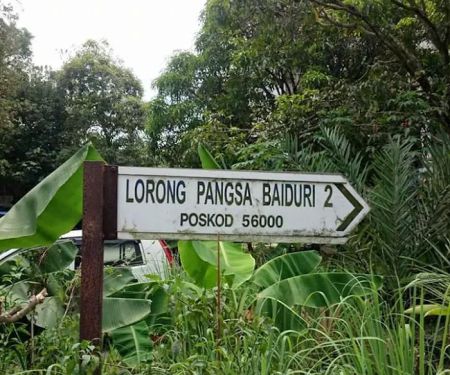 LORONG PANGSA BAIDURI 2
POSKOD 56000